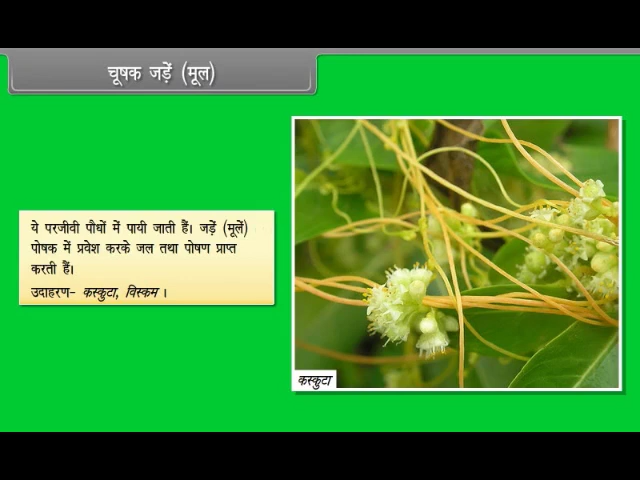 चूषक जड़ें (मूल)
ये परजीवी पौधों में पायी जाती हैं। जड़ें (मूलें)
पोषक में प्रवेश करके जल तथा पोषण प्राप्त
करती हैं।
उदाहरण- कस्कुटा, विस्कम ।
कस्कुटा